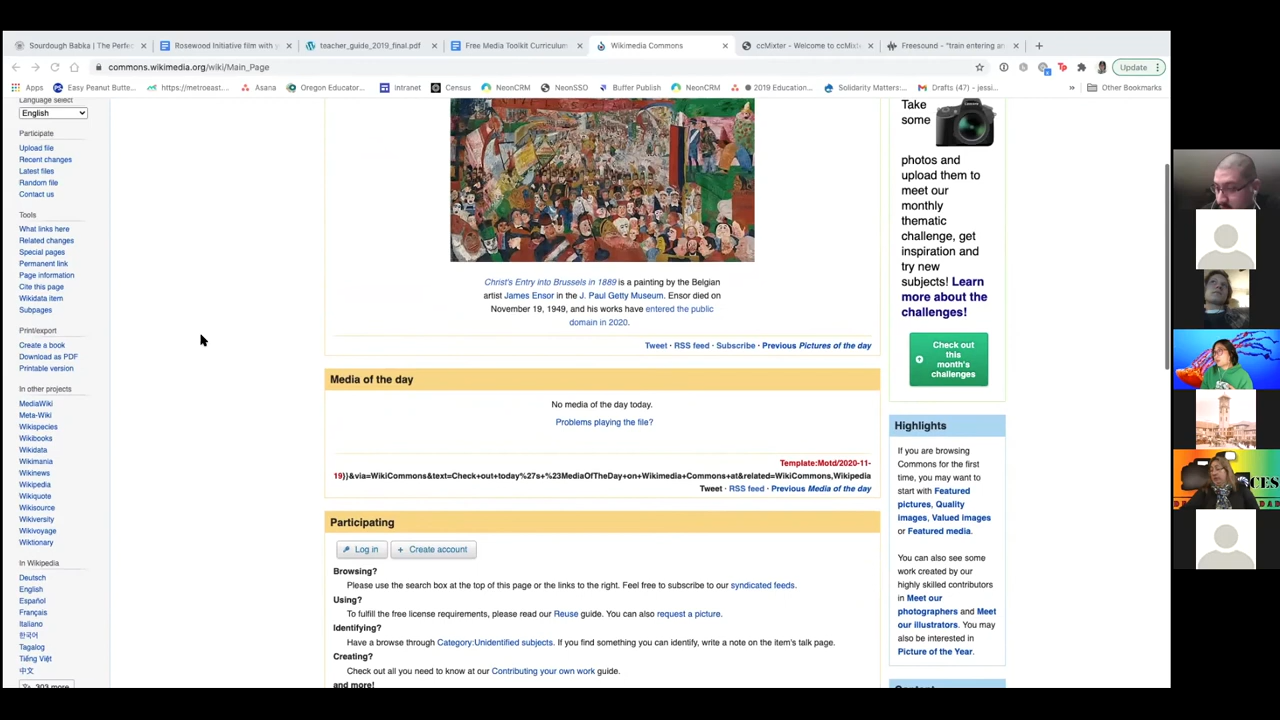 Sourdough Babka | The Perfec
Rosewood Initiative film with y
teacher_guide_2019_final.pdf
Free Media Toolkit Curriculum
Wikimedia Commons
ccMixter - Welcome to ccMixte
Freesound - "train entering an
commons.wikimedia.org/wiki/Main_Page
Update
Apps
Easy Peanut Butte...
https://metroeast....
Asana
Oregon Educator...
Intranet
Census
NeonCRM
NeonSSO
Buffer Publish
NeonCRM
2019 Education...
Solidarity Matters:...
Drafts (47) - jessi...
»
Other Bookmarks
Language select
English
Participate
Upload file
Recent changes
Latest files
Random file
Contact us
Tools
What links here
Related changes
Special pages
Permanent link
Page information
Cite this page
Wikidata item
Subpages
Print/export
Create a book
Download as PDF
Printable version
In other projects
MediaWiki
Meta-Wiki
Wikispecies
Wikibooks
Wikidata
Wikimania
Wikinews
Wikipedia
Wikiquote
Wikisource
Wikiversity
Wikivoyage
Wiktionary
In Wikipedia
Deutsch
English
Español
Français
Italiano
한국어
Tagalog
Tiếng Việt
中文
303 more
Christ's Entry into Brussels in 1889 is a painting by the Belgian
artist James Ensor in the J. Paul Getty Museum. Ensor died on
November 19, 1949, and his works have entered the public
domain in 2020.
Tweet · RSS feed · Subscribe · Previous Pictures of the day
Media of the day
No media of the day today.
Problems playing the file?
Template:Motd/2020-11-
19}}&via=WikiCommons&text=Check+out+today%27s+%23MediaOfTheDay+on+Wikimedia+Commons+at&related=WikiCommons,Wikipedia
Tweet · RSS feed · Previous Media of the day
Participating
Log in
+ Create account
Browsing?
Please use the search box at the top of this page or the links to the right. Feel free to subscribe to our syndicated feeds.
Using?
To fulfill the free license requirements, please read our Reuse guide. You can also request a picture.
Identifying?
Have a browse through Category:Unidentified subjects. If you find something you can identify, write a note on the item's talk page.
Creating?
Check out all you need to know at our Contributing your own work guide.
and more!
Take
some
photos and
upload them to
meet our
monthly
thematic
challenge, get
inspiration and
try new
subjects! Learn
more about the
challenges!
Check out
this
month's
challenges
Highlights
If you are browsing
Commons for the first
time, you may want to
start with Featured
pictures, Quality
images, Valued images
or Featured media.
You can also see some
work created by our
highly skilled contributors
in Meet our
photographers and Meet
our illustrators. You may
also be interested in
Picture of the Year.
Content